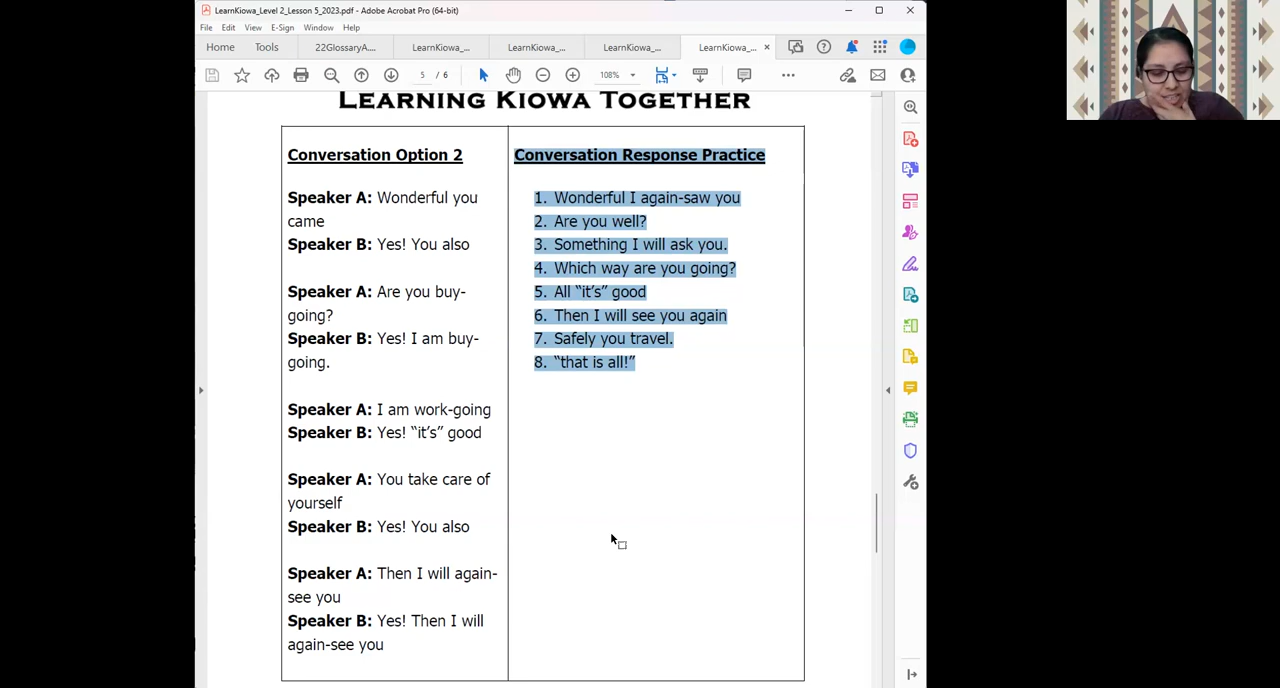 LearnKiowa_Level 2_Lesson 5_2023.pdf - Adobe Acrobat Pro (64-bit)
File Edit View E-Sign Window Help
Home Tools 22GlossaryA.... LearnKiowa_... LearnKiowa_... LearnKiowa_... LearnKiowa_... ×
5 / 6 108%
LEARNING KIOWA TOGETHER
Conversation Option 2
Speaker A: Wonderful you
came
Speaker B: Yes! You also
Speaker A: Are you buy-
going?
Speaker B: Yes! I am buy-
going.
Speaker A: I am work-going
Speaker B: Yes! “it’s” good
Speaker A: You take care of
yourself
Speaker B: Yes! You also
Speaker A: Then I will again-
see you
Speaker B: Yes! Then I will
again-see you
Conversation Response Practice
1. Wonderful I again-saw you
2. Are you well?
3. Something I will ask you.
4. Which way are you going?
5. All “it’s” good
6. Then I will see you again
7. Safely you travel.
8. “that is all!”